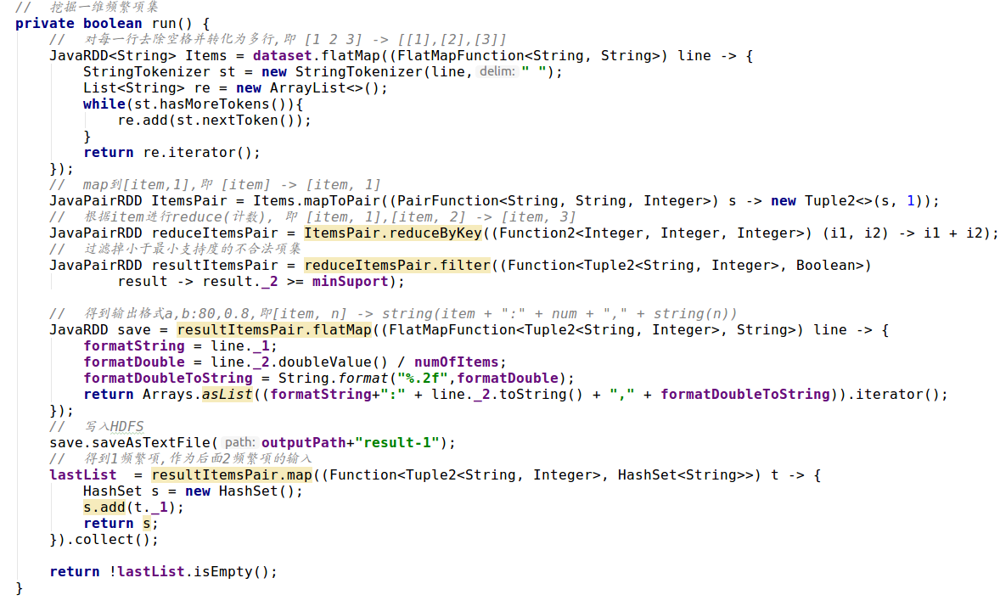 //  挖掘一维频繁项集
private boolean run() {
    //  对每一行去除空格并转化为多行,即 [1 2 3] -> [[1],[2],[3]]
    JavaRDD<String> Items = dataset.flatMap((FlatMapFunction<String, String>) line -> {
        StringTokenizer st = new StringTokenizer(line, delim: " ");
        List<String> re = new ArrayList<>();
        while(st.hasMoreTokens()){
            re.add(st.nextToken());
        }
        return re.iterator();
    });
    //  map到[item,1],即 [item] -> [item, 1]
    JavaPairRDD ItemsPair = Items.mapToPair((PairFunction<String, String, Integer>) s -> new Tuple2<>(s, 1));
    //  根据item进行reduce(计数), 即 [item, 1],[item, 2] -> [item, 3]
    JavaPairRDD reduceItemsPair = ItemsPair.reduceByKey((Function2<Integer, Integer, Integer>) (i1, i2) -> i1 + i2);
    //  过滤掉小于最小支持度的不合法项集
    JavaPairRDD resultItemsPair = reduceItemsPair.filter((Function<Tuple2<String, Integer>, Boolean>)
            result -> result._2 >= minSuport);
    //  得到输出格式a,b:80,0.8,即[item, n] -> string(item + ":" + num + "," + string(n))
    JavaRDD save = resultItemsPair.flatMap((FlatMapFunction<Tuple2<String, Integer>, String>) line -> {
        formatString = line._1;
        formatDouble = line._2.doubleValue() / numOfItems;
        formatDoubleToString = String.format("%.2f",formatDouble);
        return Arrays.asList((formatString+":" + line._2.toString() + "," + formatDoubleToString)).iterator();
    });
    //  写入HDFS
    save.saveAsTextFile( path: outputPath+"result-1");
    //  得到1频繁项,作为后面2频繁项的输入
    lastList  = resultItemsPair.map((Function<Tuple2<String, Integer>, HashSet<String>>) t -> {
        HashSet s = new HashSet();
        s.add(t._1);
        return s;
    }).collect();
    return !lastList.isEmpty();
}